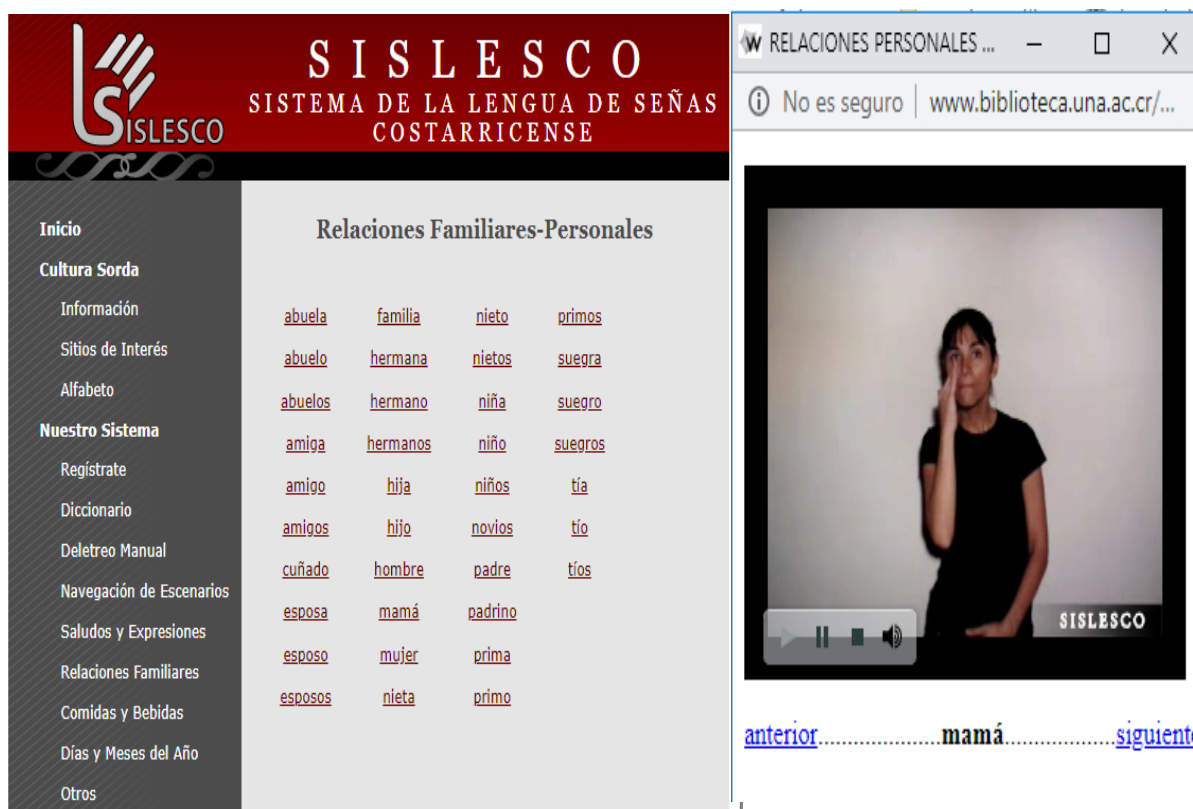 SISLESCO
SISLESCO
SISTEMA DE LA LENGUA DE SEÑAS
COSTARRICENSE
Inicio
Cultura Sorda
Información
Sitios de Interés
Alfabeto
Nuestro Sistema
Regístrate
Diccionario
Deletreo Manual
Navegación de Escenarios
Saludos y Expresiones
Relaciones Familiares
Comidas y Bebidas
Días y Meses del Año
Otros
Relaciones Familiares-Personales
abuela familia nieto primos
abuelo hermana nietos suegra
abuelos hermano niña suegro
amiga hermanos niño suegros
amigo hija niños tía
amigos hijo novios tío
cuñado hombre padre tíos
esposa mamá padrino
esposo mujer prima
esposos nieta primo
W RELACIONES PERSONALES ...
No es seguro | www.biblioteca.una.ac.cr/...
SISLESCO
anterior.....................mamá...................siguiente